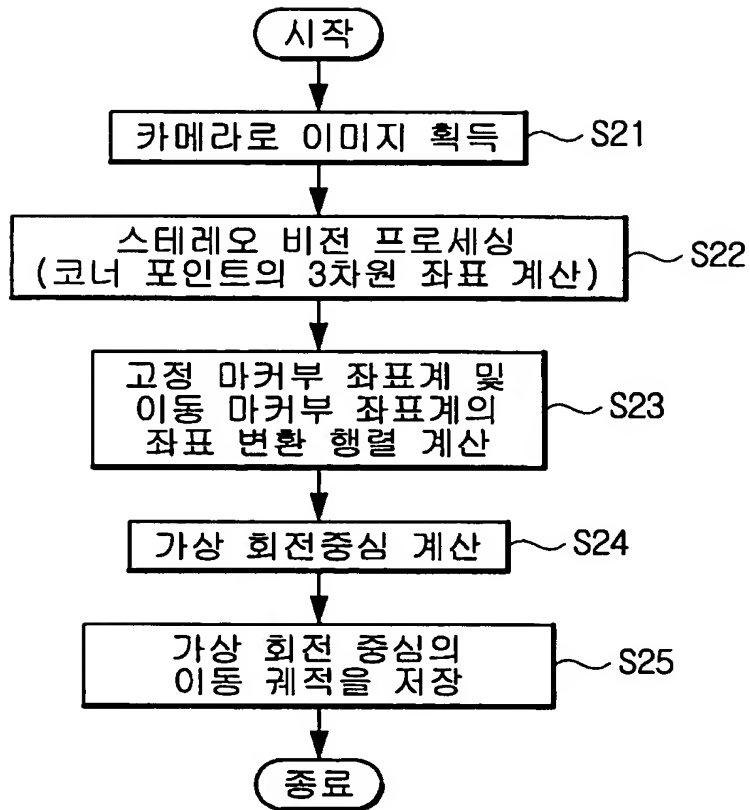 시작
카메라로 이미지 획득
S21
스테레오 비전 프로세싱
(코너 포인트의 3차원 좌표 계산)
S22
고정 마커부 좌표계 및
이동 마커부 좌표계의
좌표 변환 행렬 계산
S23
가상 회전중심 계산
S24
가상 회전 중심의
이동 궤적을 저장
S25
종료